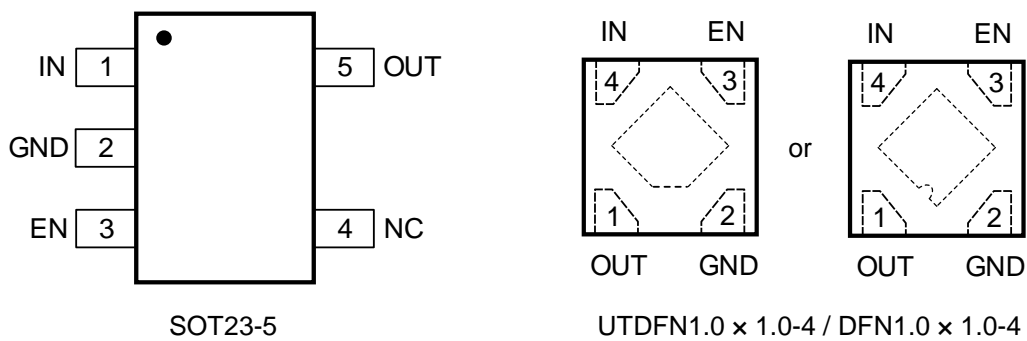 IN 1
5 OUT
GND 2
EN 3
4 NC
SOT23-5
IN EN
4 3
1 2
OUT GND
or
IN EN
4 3
1 2
OUT GND
UTDFN1.0 × 1.0-4 / DFN1.0 × 1.0-4